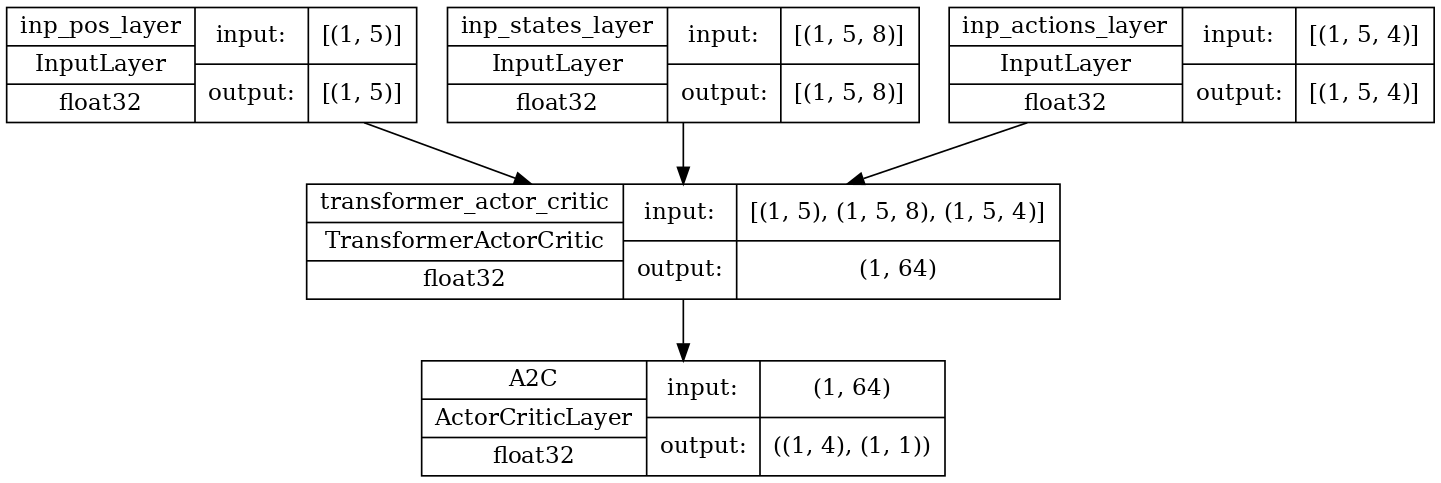 inp_pos_layer
InputLayer
float32
input:
[(1, 5)]
output:
[(1, 5)]
inp_states_layer
InputLayer
float32
input:
[(1, 5, 8)]
output:
[(1, 5, 8)]
inp_actions_layer
InputLayer
float32
input:
[(1, 5, 4)]
output:
[(1, 5, 4)]
transformer_actor_critic
TransformerActorCritic
float32
input:
[(1, 5), (1, 5, 8), (1, 5, 4)]
output:
(1, 64)
A2C
ActorCriticLayer
float32
input:
(1, 64)
output:
((1, 4), (1, 1))